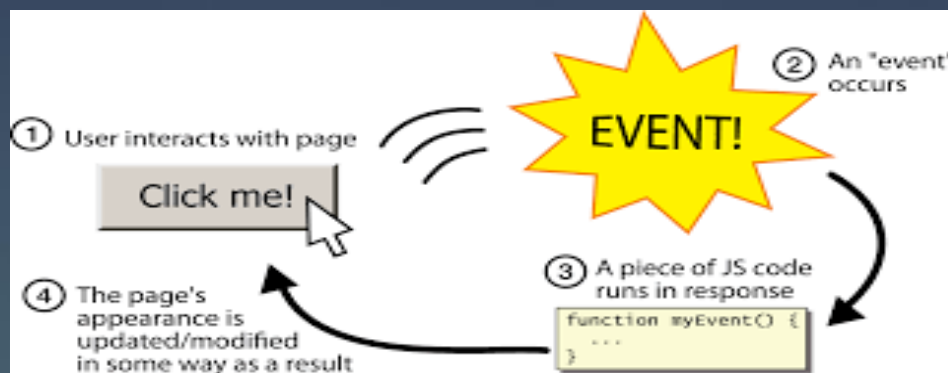 1 User interacts with page
Click me!
EVENT!
2 An "event"
occurs
3 A piece of JS code
runs in response
function myEvent() {
...
}
4 The page's
appearance is
updated/modified
in some way as a result